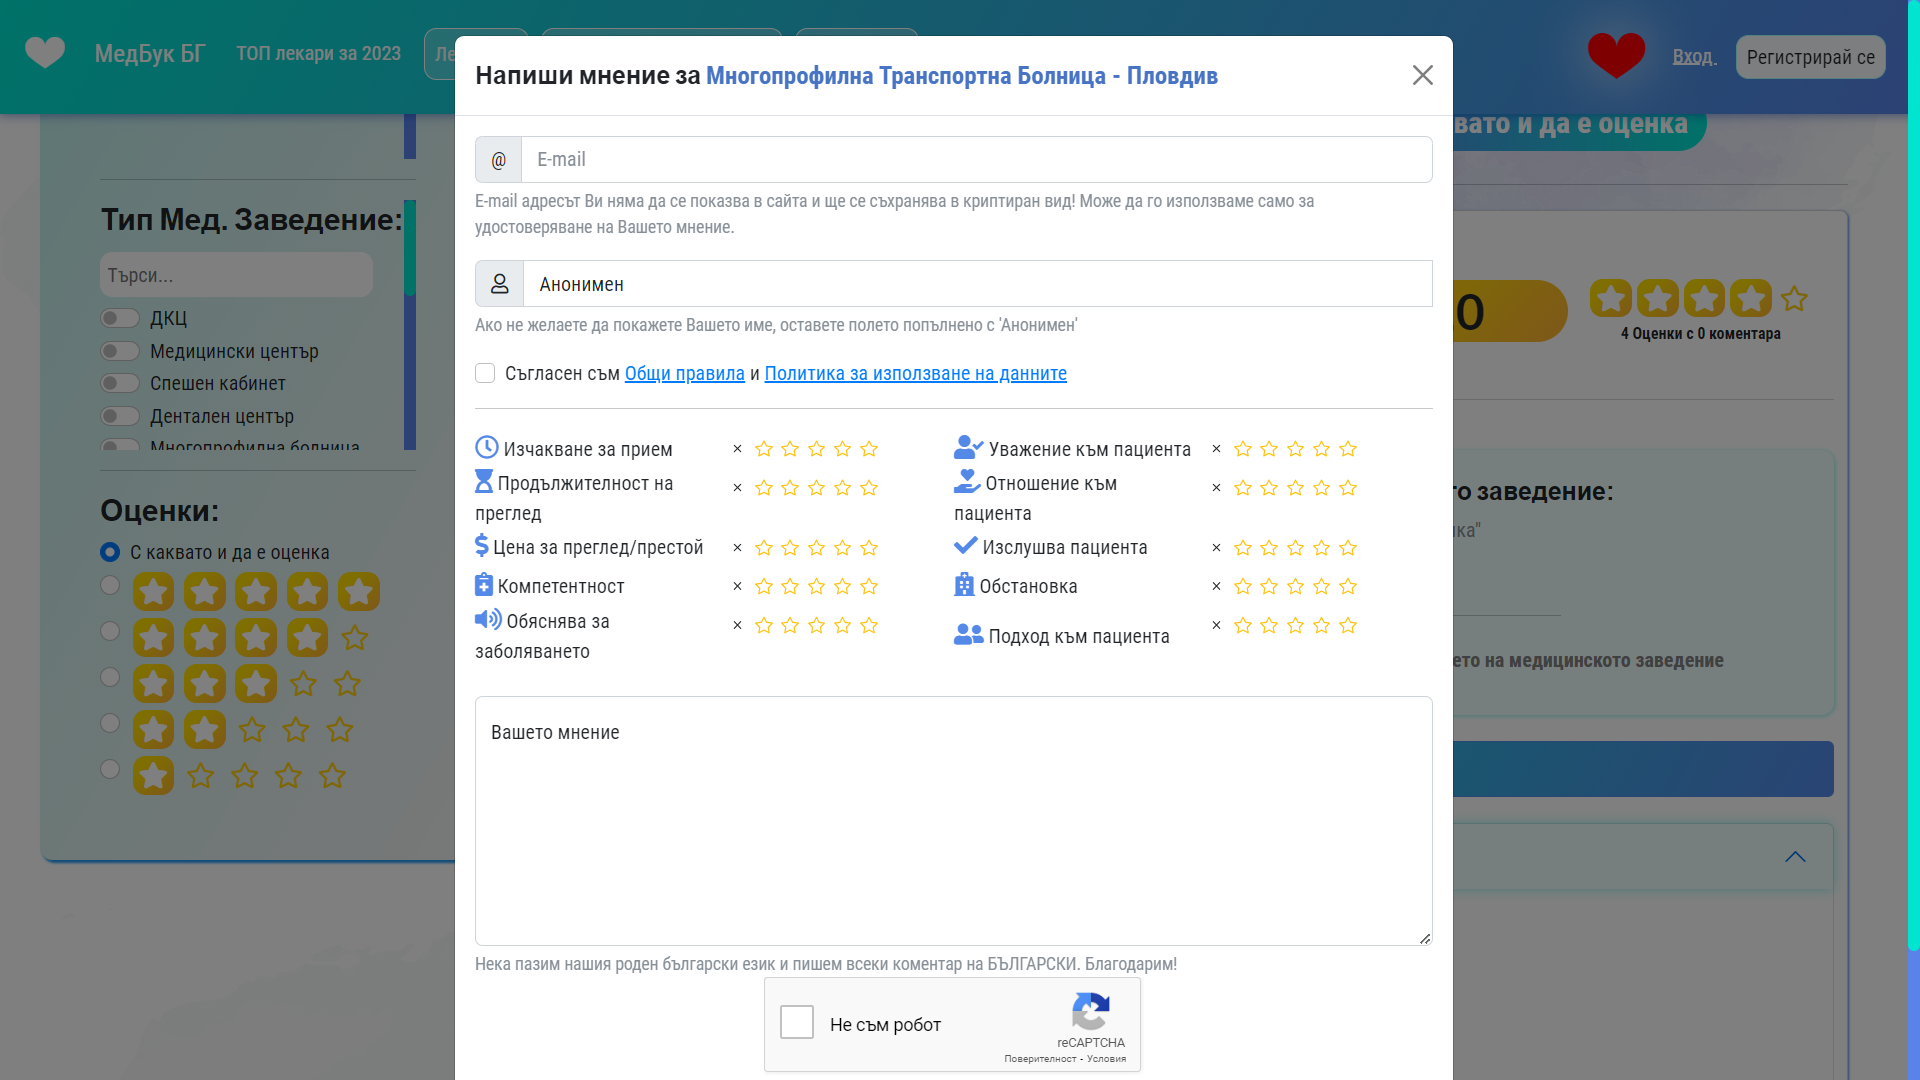 МедБук БГ
ТОП лекари за 2023
Вход
Регистрирай се
Напиши мнение за Многопрофилна Транспортна Болница - Пловдив
@ E-mail
E-mail адресът Ви няма да се показва в сайта и ще се съхранява в криптиран вид! Може да го използваме само за
удостоверяване на Вашето мнение.
Анонимен
Ако не желаете да покажете Вашето име, оставете полето попълнено с 'Анонимен'
Съгласен съм Общи правила и Политика за използване на данните
Изчакване за прием
Продължителност на
преглед
Цена за преглед/престой
Компетентност
Обяснява за
заболяването
Уважение към пациента
Отношение към
пациента
Изслушва пациента
Обстановка
Подход към пациента
Вашето мнение
Нека пазим нашия роден български език и пишем всеки коментар на БЪЛГАРСКИ. Благодарим!
Не съм робот
reCAPTCHA
Поверителност - Условия
Тип Мед. Заведение:
Търси...
ДКЦ
Медицински център
Спешен кабинет
Дентален център
Многопрофилна болница
Оценки:
С каквато и да е оценка
вато и да е оценка
0
4 Оценки с 0 коментара
о заведение:
ка"
ето на медицинското заведение